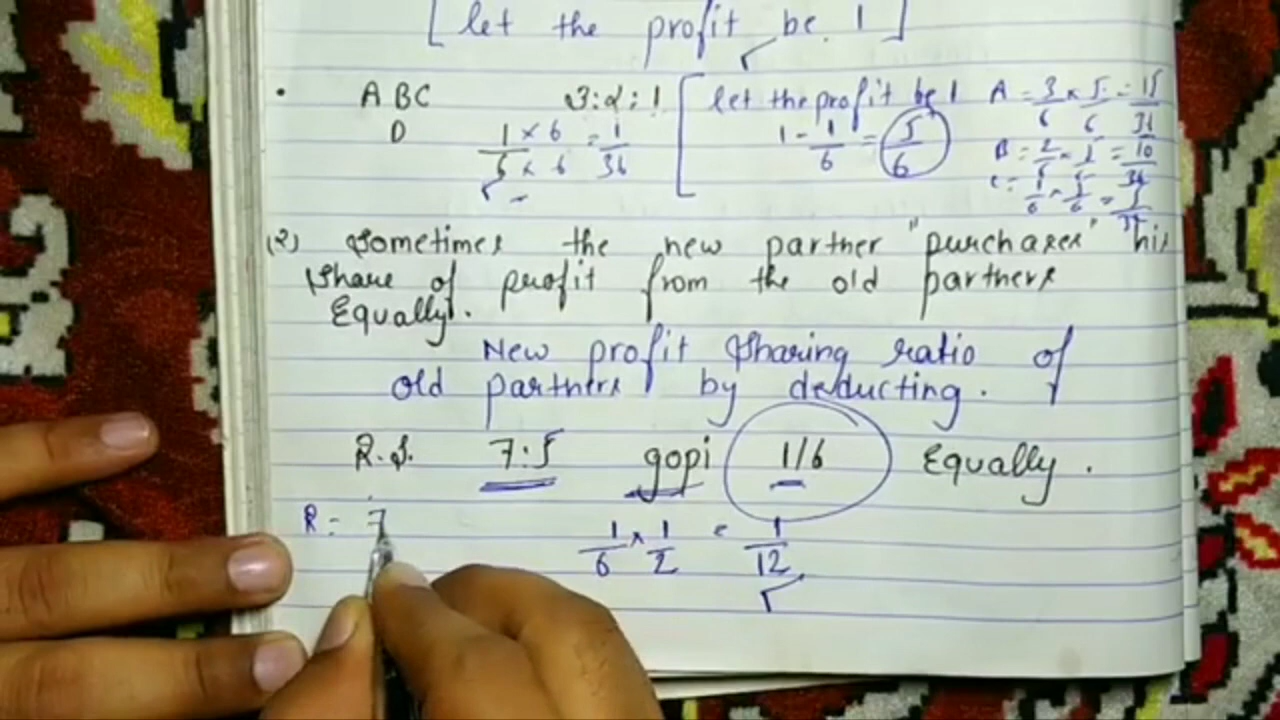 [let the profit be 1]
• A B C 3:2:1 [ let the profit be 1 A = 3/6 × 5/6 = 15/36
D 1/6 × 6/6 = 1/36 1 - 1/6 = 5/6 B = 2/6 × 5/6 = 10/36
C = 1/6 × 5/6 = 5/36
(2) Sometimes the new partner "purchases" his
share of profit from the old partners
Equally.
New profit sharing ratio of
old partners by deducting.
R.S. 7:5 gopi 1/6 Equally.
R = 7 1/6 × 1/2 = 1/12